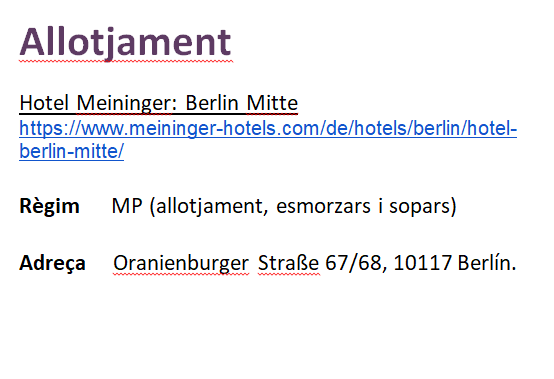 Allotjament
Hotel Meininger: Berlin Mitte
https://www.meininger-hotels.com/de/hotels/berlin/hotel-
berlin-mitte/
Règim MP (allotjament, esmorzars i sopars)
Adreça Oranienburger Straße 67/68, 10117 Berlín.